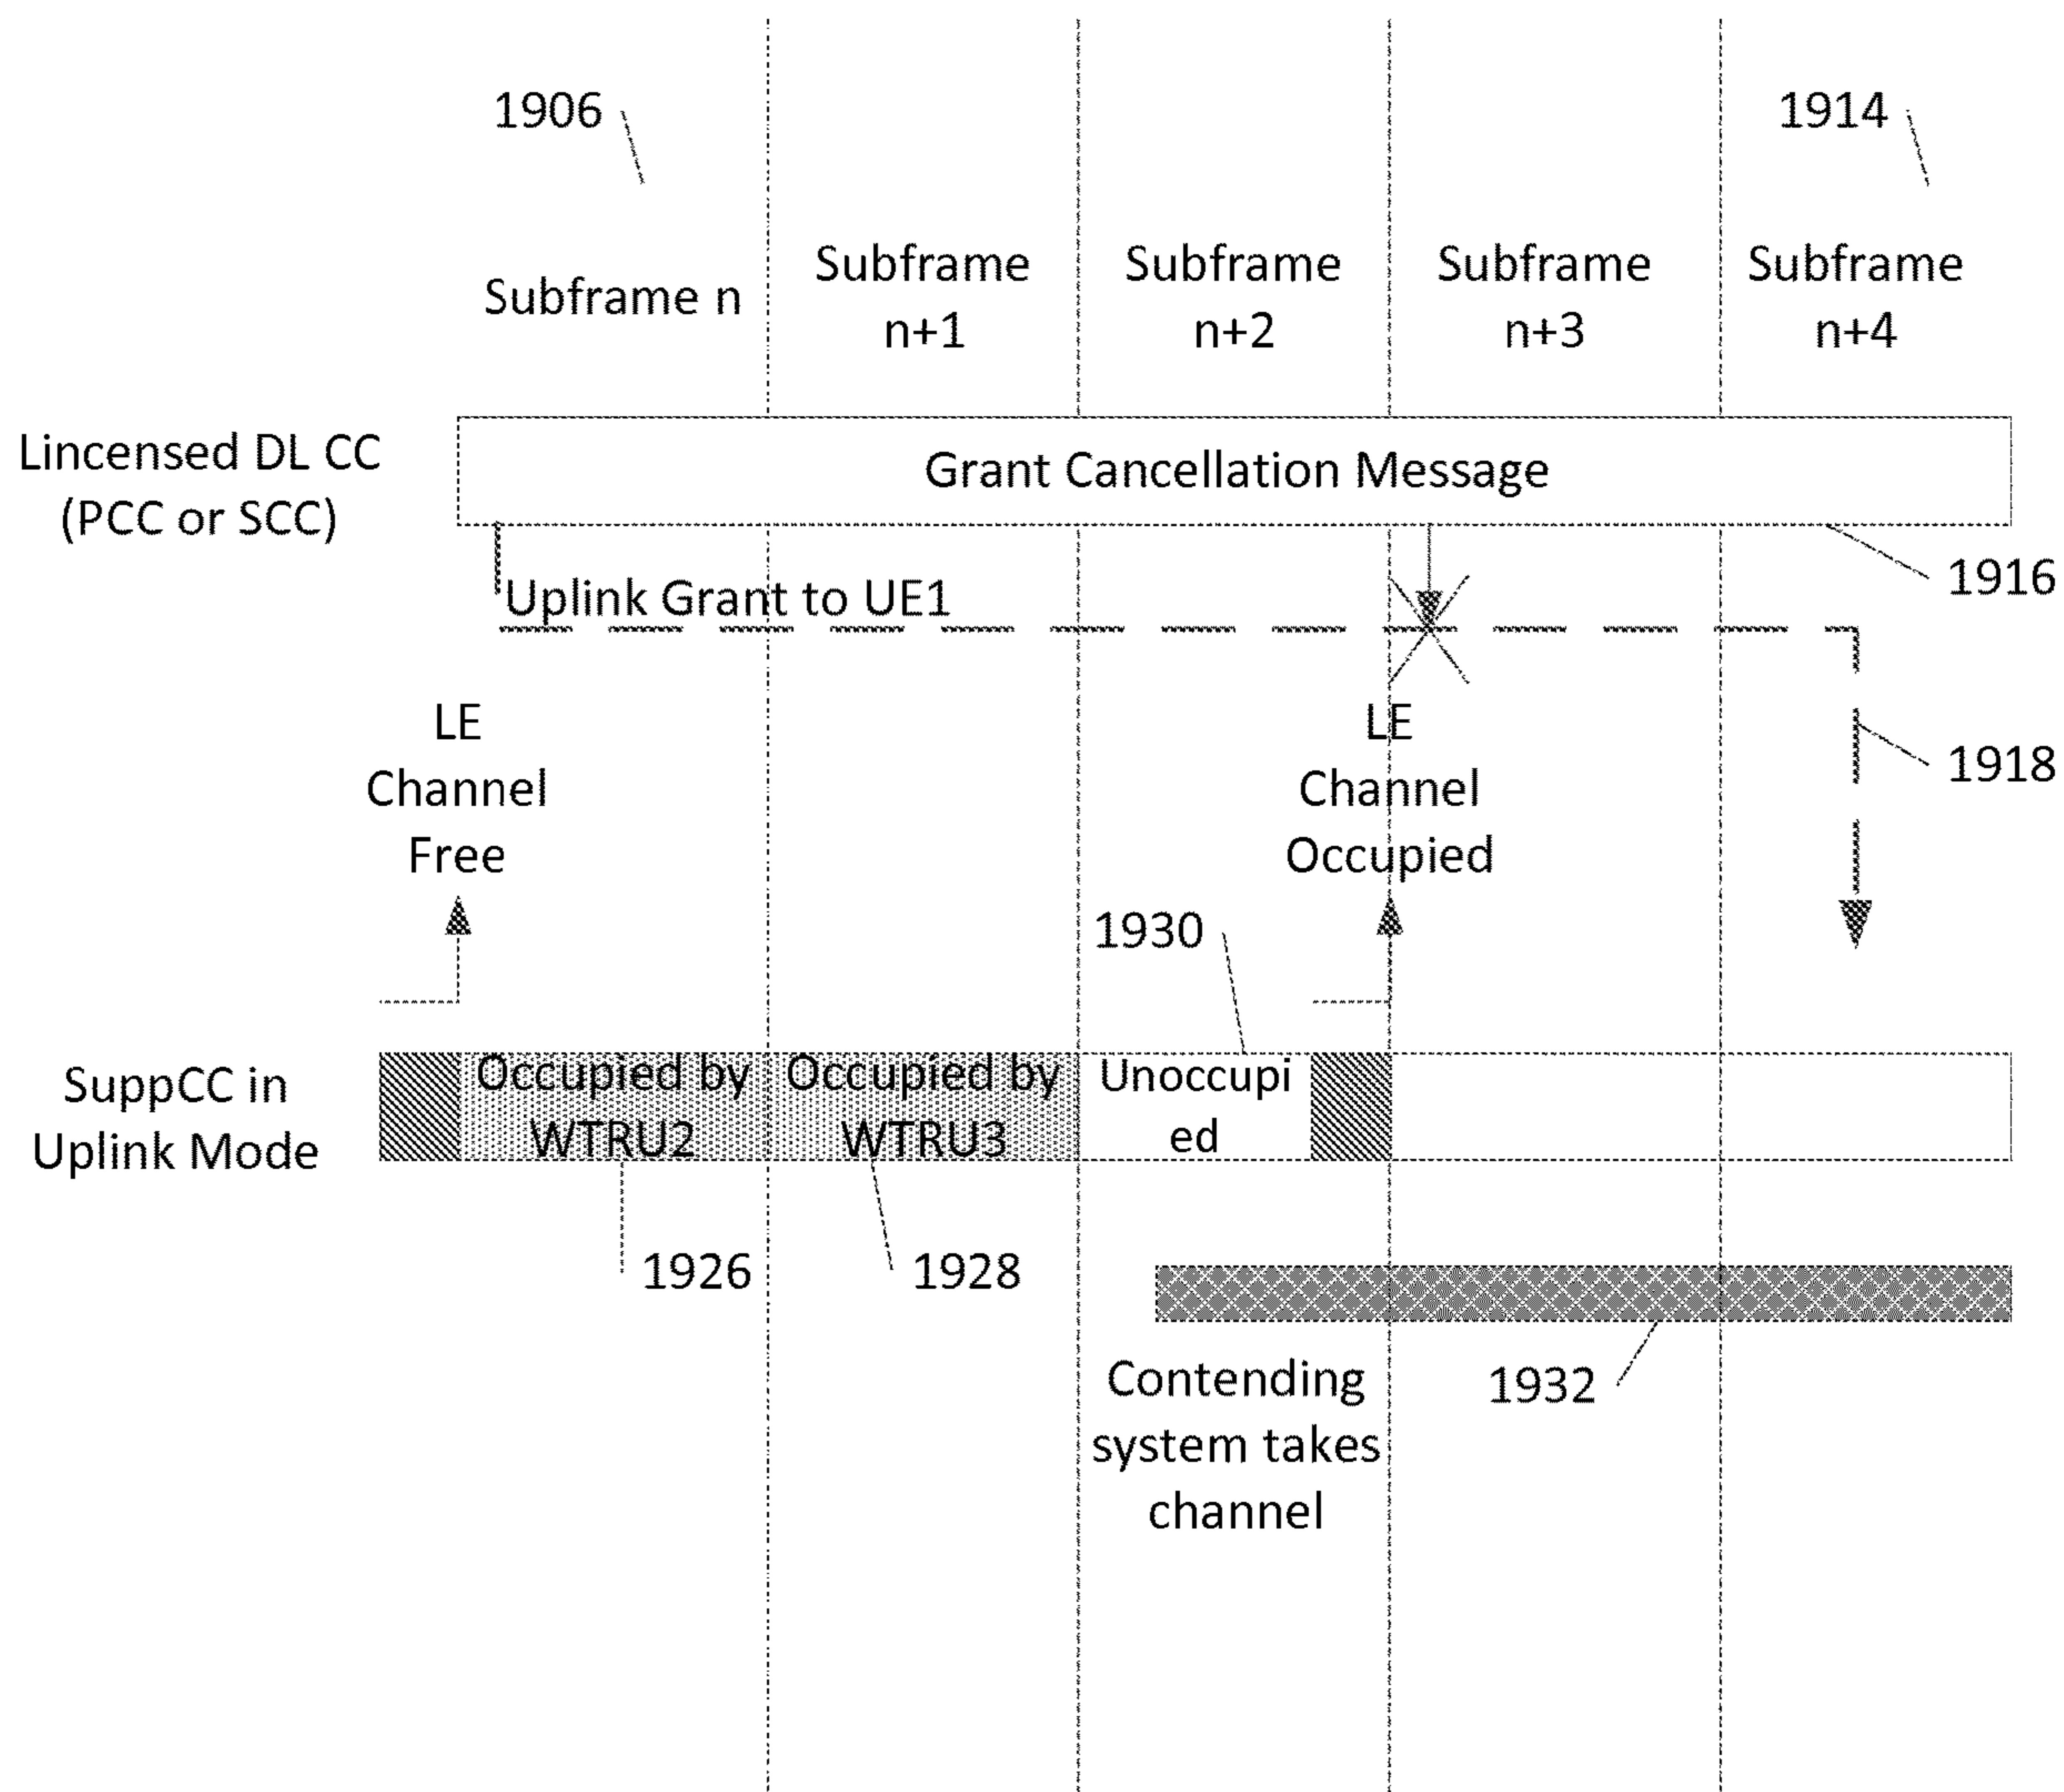 1906
1914
Subframe n
Subframe
n+1
Subframe
n+2
Subframe
n+3
Subframe
n+4
Lincensed DL CC
(PCC or SCC)
Grant Cancellation Message
1916
Uplink Grant to UE1
LE
Channel
Free
LE
Channel
Occupied
1918
1930
SuppCC in
Uplink Mode
Occupied by
WTRU2
Occupied by
WTRU3
Unoccupi
ed
1926
1928
Contending
system takes
channel
1932